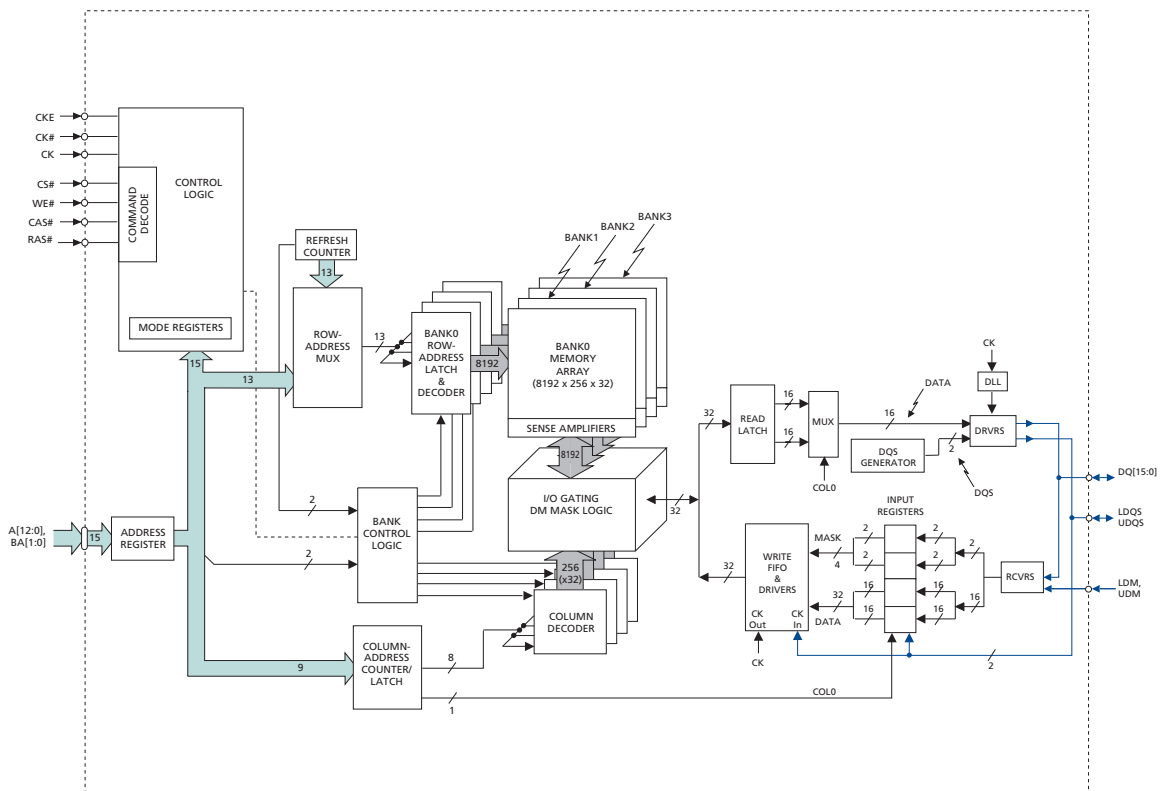 CKE
CK#
CK
CS#
WE#
CAS#
RAS#
COMMAND
DECODE
CONTROL
LOGIC
MODE REGISTERS
15
13
REFRESH
COUNTER
13
ROW-
ADDRESS
MUX
13
BANK0
ROW-
ADDRESS
LATCH
&
DECODER
8192
BANK1
BANK2
BANK3
BANK0
MEMORY
ARRAY
(8192 x 256 x 32)
SENSE AMPLIFIERS
8192
I/O GATING
DM MASK LOGIC
32
256
(x32)
COLUMN
DECODER
A[12:0],
BA[1:0]
15
ADDRESS
REGISTER
2
2
BANK
CONTROL
LOGIC
9
COLUMN-
ADDRESS
COUNTER/
LATCH
8
1
COL0
32
READ
LATCH
16
16
MUX
COL0
16
DATA
DQS
GENERATOR
2
DQS
CK
DLL
DRVRS
DQ[15:0]
LDQS
UDQS
LDM,
UDM
32
WRITE
FIFO
&
DRIVERS
CK
Out
CK
In
CK
MASK
4
32
DATA
2
2
16
16
INPUT
REGISTERS
2
2
16
16
2
16
RCVRS
2